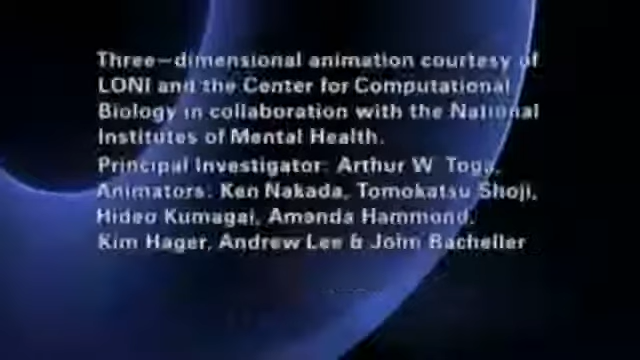 Three-dimensional animation courtesy of
LONI and the Center for Computational
Biology in collaboration with the National
Institutes of Mental Health.
Principal Investigator: Arthur W. Toga,
Animators: Ken Nakada, Tomokatsu Shoji,
Hideo Kumagai, Amanda Hammond,
Kim Hager, Andrew Lee & John Bacheller